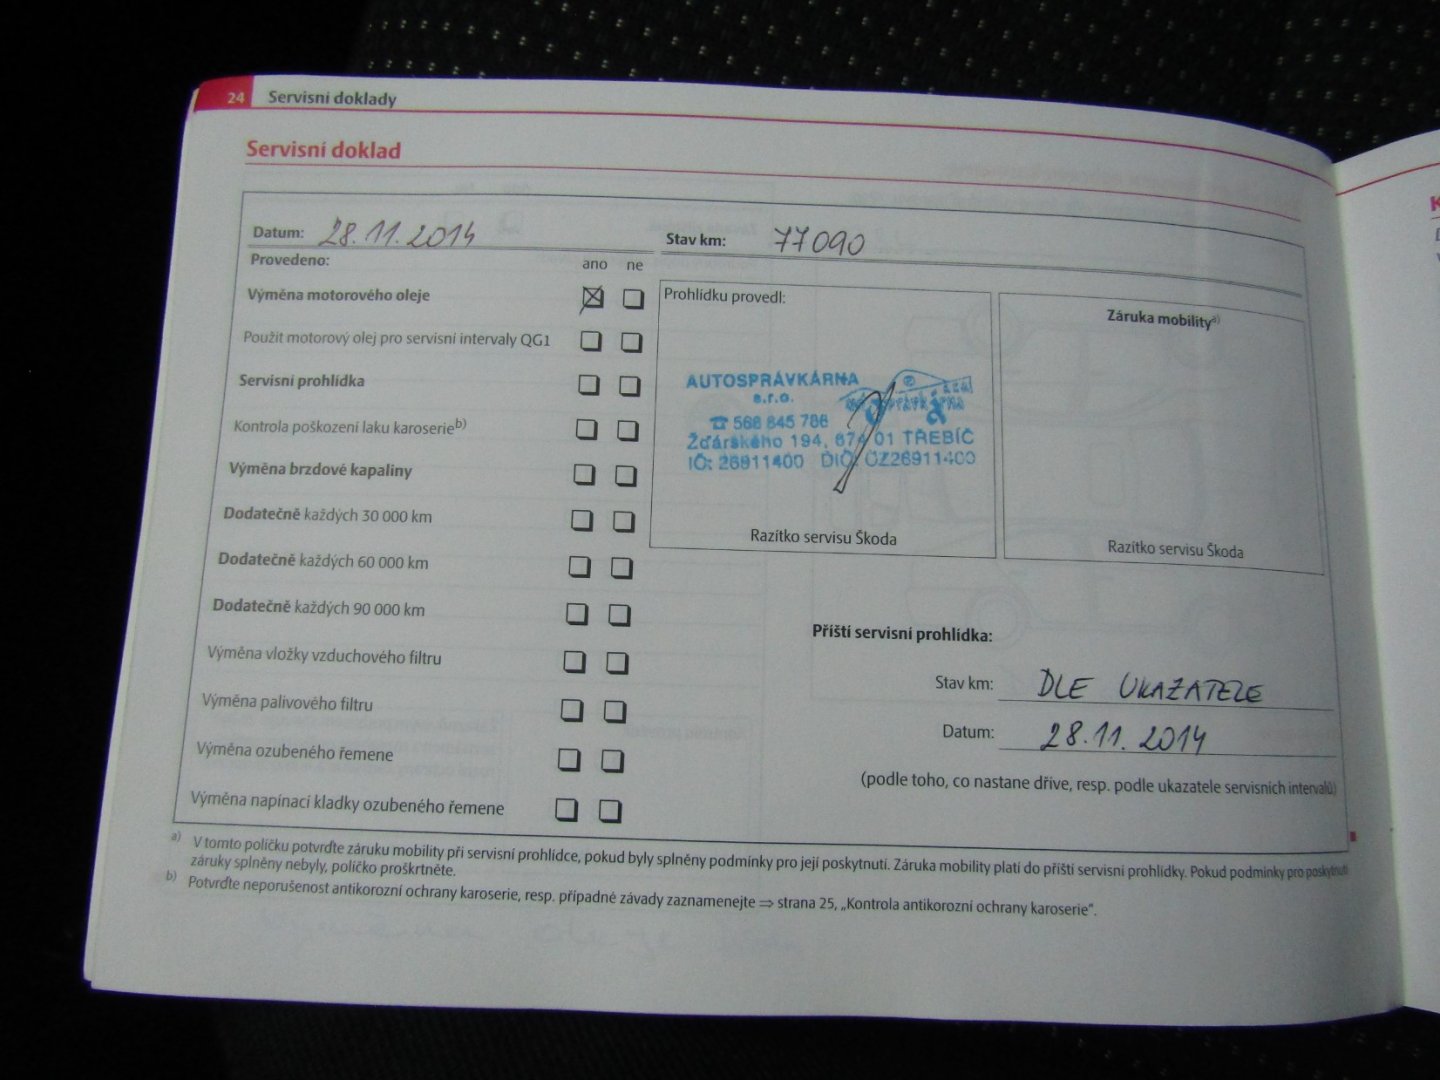 24 Servisní doklady
Servisní doklad
Datum: 28.11.2014 Stav km: 77090
Provedeno: ano ne
Výměna motorového oleje
Použit motorový olej pro servisní intervaly QG1
Servisní prohlídka
Kontrola poškození laku karoserie b)
Výměna brzdové kapaliny
Dodatečně každých 30 000 km
Dodatečně každých 60 000 km
Dodatečně každých 90 000 km
Výměna vložky vzduchového filtru
Výměna palivového filtru
Výměna ozubeného řemene
Výměna napínací kladky ozubeného řemene
Prohlídku provedl:
AUTOSPRÁVKÁRNA
s.r.o.
☎ 568 845 786
Žďárského 194, 674 01 TŘEBÍČ
IČ: 26911400 DIČ: CZ26911400
Razítko servisu Škoda
Záruka mobility a)
Razítko servisu Škoda
Příští servisní prohlídka:
Stav km: DLE UKAZATELE
Datum: 28.11.2014
(podle toho, co nastane dříve, resp. podle ukazatele servisních intervalů)
a) V tomto políčku potvrďte záruku mobility při servisní prohlídce, pokud byly splněny podmínky pro její poskytnutí. Záruka mobility platí do příští servisní prohlídky. Pokud podmínky pro poskytnutí
záruky splněny nebyly, políčko proškrtněte.
b) Potvrďte neporušenost antikorozní ochrany karoserie, resp. případné závady zaznamenejte ⇒ strana 25, „Kontrola antikorozní ochrany karoserie“.